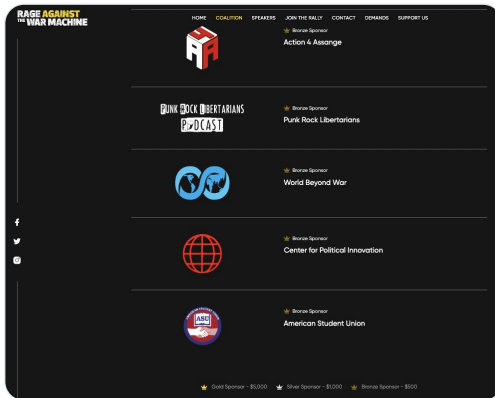 RAGE AGAINST
THE WAR MACHINE
HOME COALITION SPEAKERS JOIN THE RALLY CONTACT DEMANDS SUPPORT US
Bronze Sponsor
Action 4 Assange
PUNK ROCK LIBERTARIANS
PODCAST
Bronze Sponsor
Punk Rock Libertarians
Bronze Sponsor
World Beyond War
Bronze Sponsor
Center for Political Innovation
ASU
Bronze Sponsor
American Student Union
Gold Sponsor - $5,000 Silver Sponsor - $1,000 Bronze Sponsor - $500